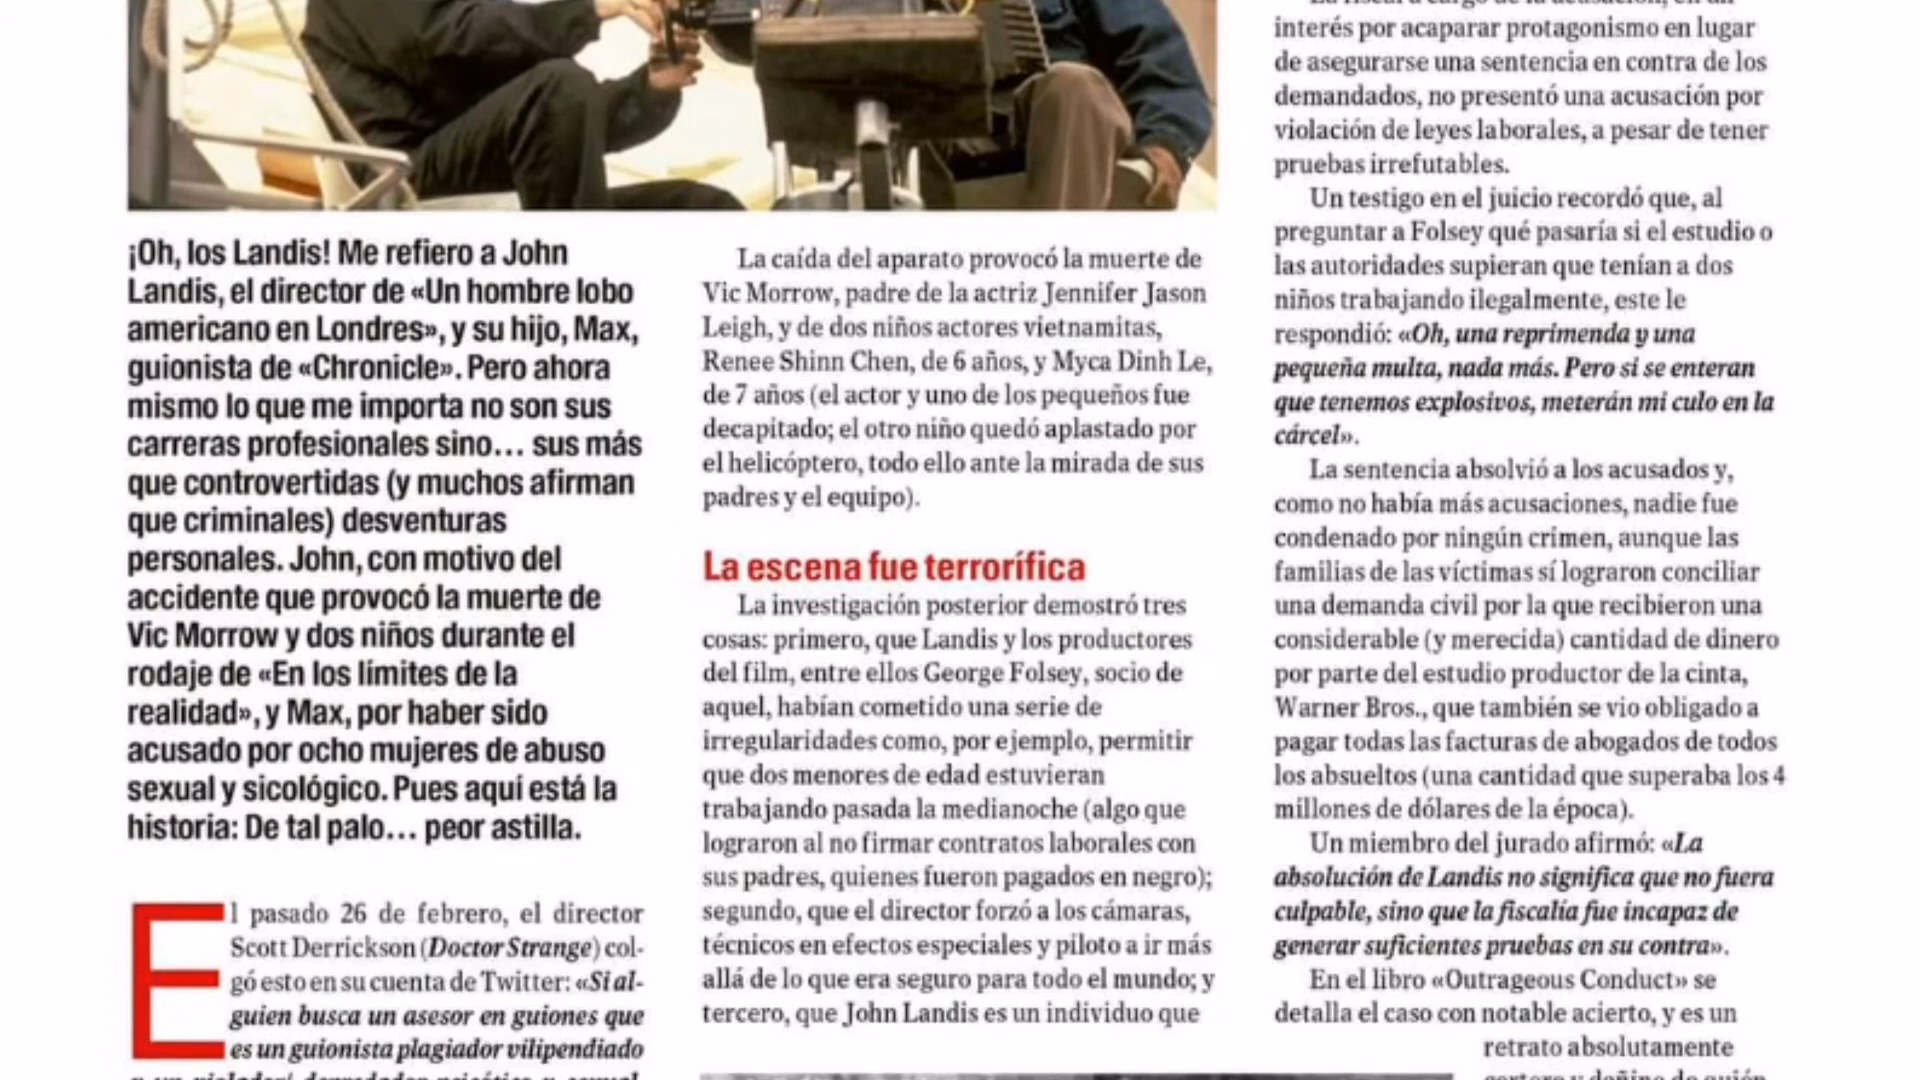 ¡Oh, los Landis! Me refiero a John
Landis, el director de «Un hombre lobo
americano en Londres», y su hijo, Max,
guionista de «Chronicle». Pero ahora
mismo lo que me importa no son sus
carreras profesionales sino... sus más
que controvertidas (y muchos afirman
que criminales) desventuras
personales. John, con motivo del
accidente que provocó la muerte de
Vic Morrow y dos niños durante el
rodaje de «En los límites de la
realidad», y Max, por haber sido
acusado por ocho mujeres de abuso
sexual y sicológico. Pues aquí está la
historia: De tal palo... peor astilla.
El pasado 26 de febrero, el director
Scott Derrickson (Doctor Strange) col-
gó esto en su cuenta de Twitter: «Si al-
guien busca un asesor en guiones que
es un guionista plagiador vilipendiado
La caída del aparato provocó la muerte de
Vic Morrow, padre de la actriz Jennifer Jason
Leigh, y de dos niños actores vietnamitas,
Renee Shinn Chen, de 6 años, y Myca Dinh Le,
de 7 años (el actor y uno de los pequeños fue
decapitado; el otro niño quedó aplastado por
el helicóptero, todo ello ante la mirada de sus
padres y el equipo).
La escena fue terrorífica
La investigación posterior demostró tres
cosas: primero, que Landis y los productores
del film, entre ellos George Folsey, socio de
aquel, habían cometido una serie de
irregularidades como, por ejemplo, permitir
que dos menores de edad estuvieran
trabajando pasada la medianoche (algo que
lograron al no firmar contratos laborales con
sus padres, quienes fueron pagados en negro);
segundo, que el director forzó a los cámaras,
técnicos en efectos especiales y piloto a ir más
allá de lo que era seguro para todo el mundo; y
tercero, que John Landis es un individuo que
interés por acaparar protagonismo en lugar
de asegurarse una sentencia en contra de los
demandados, no presentó una acusación por
violación de leyes laborales, a pesar de tener
pruebas irrefutables.
Un testigo en el juicio recordó que, al
preguntar a Folsey qué pasaría si el estudio o
las autoridades supieran que tenían a dos
niños trabajando ilegalmente, este le
respondió: «Oh, una reprimenda y una
pequeña multa, nada más. Pero si se enteran
que tenemos explosivos, meterán mi culo en la
cárcel».
La sentencia absolvió a los acusados y,
como no había más acusaciones, nadie fue
condenado por ningún crimen, aunque las
familias de las víctimas sí lograron conciliar
una demanda civil por la que recibieron una
considerable (y merecida) cantidad de dinero
por parte del estudio productor de la cinta,
Warner Bros., que también se vio obligado a
pagar todas las facturas de abogados de todos
los absueltos (una cantidad que superaba los 4
millones de dólares de la época).
Un miembro del jurado afirmó: «La
absolución de Landis no significa que no fuera
culpable, sino que la fiscalía fue incapaz de
generar suficientes pruebas en su contra».
En el libro «Outrageous Conduct» se
detalla el caso con notable acierto, y es un
retrato absolutamente